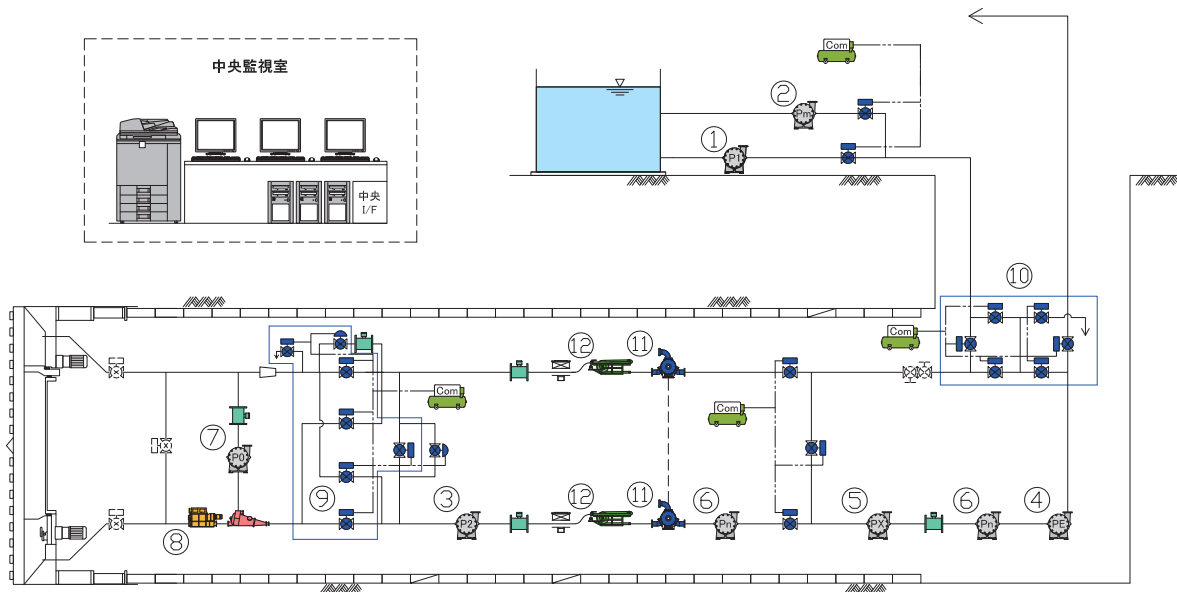 中央監視室
中央
I/F
Com
② Pm
① P1
⑩
Com
⑫
⑪
Com
Com
⑦ P0
⑧
⑨
③ P2
⑫
⑪
⑥ Pn
⑤ PX
⑥ Pn
④ PE